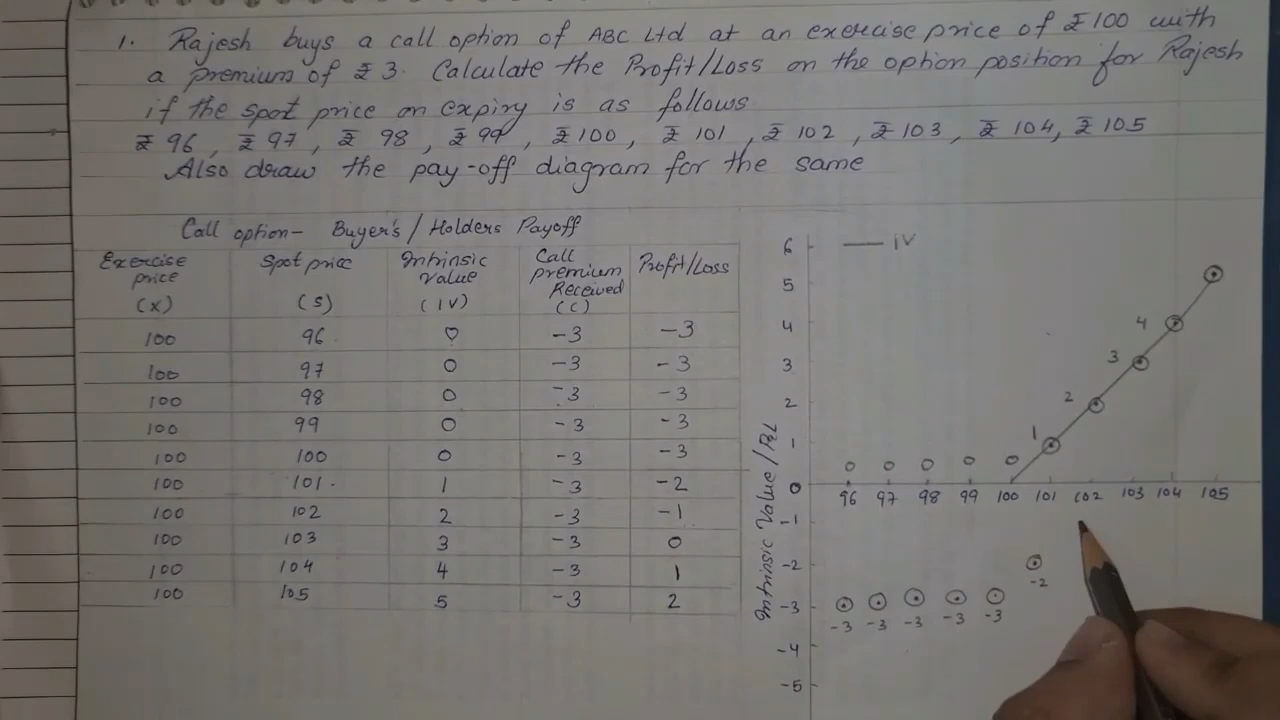 1. Rajesh buys a call option of ABC Ltd at an exercise price of ₹100 with
a premium of ₹3. Calculate the Profit/Loss on the option position for Rajesh
if the spot price on expiry is as follows
₹96, ₹97, ₹98, ₹99, ₹100, ₹101, ₹102, ₹103, ₹104, ₹105
Also draw the pay-off diagram for the same
Call option- Buyer's/Holders Payoff
Exercise price (X) Spot price (S) Intrinsic Value (IV) Call premium Received (C) Profit/Loss
100 96 0 -3 -3
100 97 0 -3 -3
100 98 0 -3 -3
100 99 0 -3 -3
100 100 0 -3 -3
100 101 1 -3 -2
100 102 2 -3 -1
100 103 3 -3 0
100 104 4 -3 1
100 105 5 -3 2
Intrinsic Value/P&L
6
5
4
3
2
1
0
-1
-2
-3
-4
-5
IV
4
3
2
1
0 0 0 0 0
96 97 98 99 100 101 102 103 104 105
-2
-3 -3 -3 -3 -3